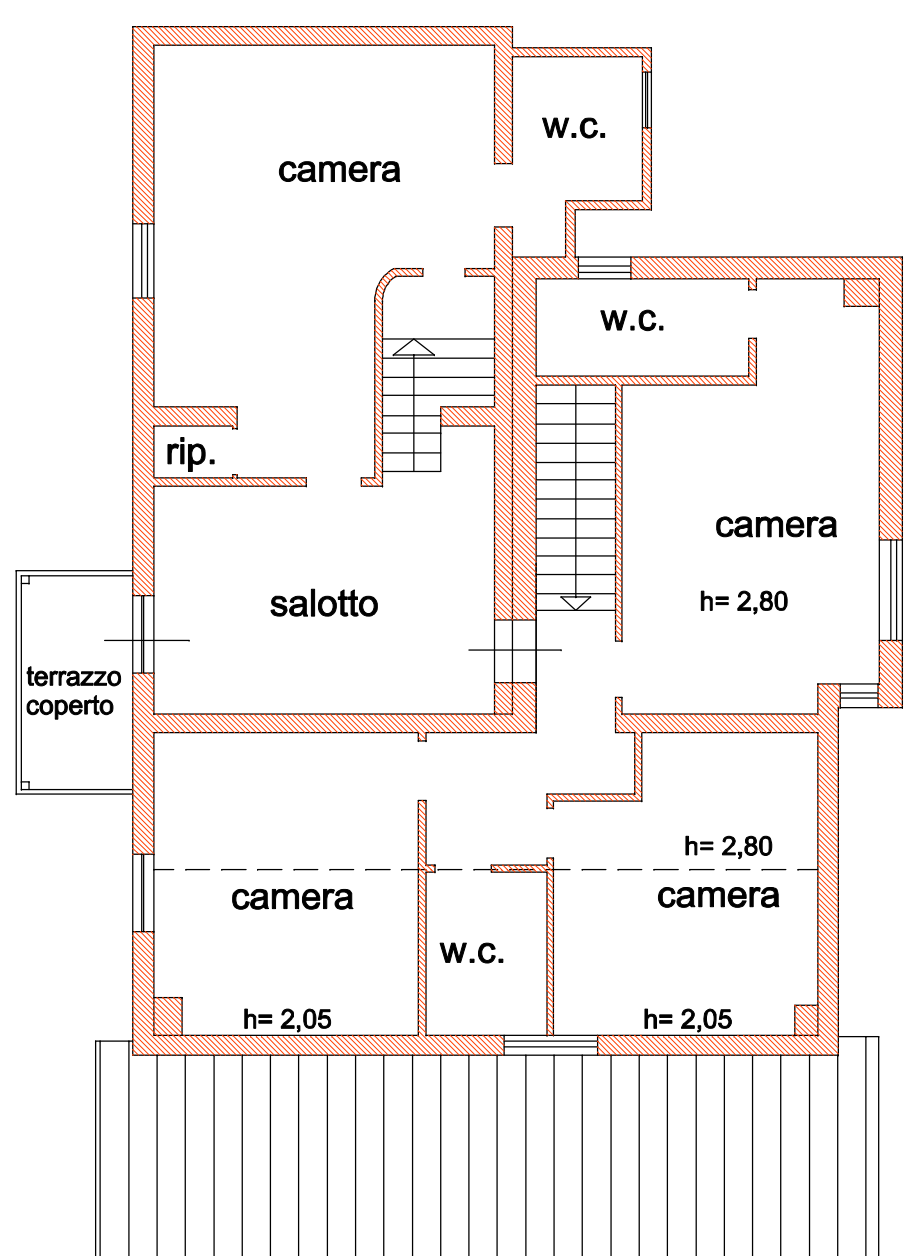 w.c.
camera
w.c.
rip.
camera
h= 2,80
salotto
terrazzo
coperto
h= 2,80
camera
camera
w.c.
h= 2,05
h= 2,05